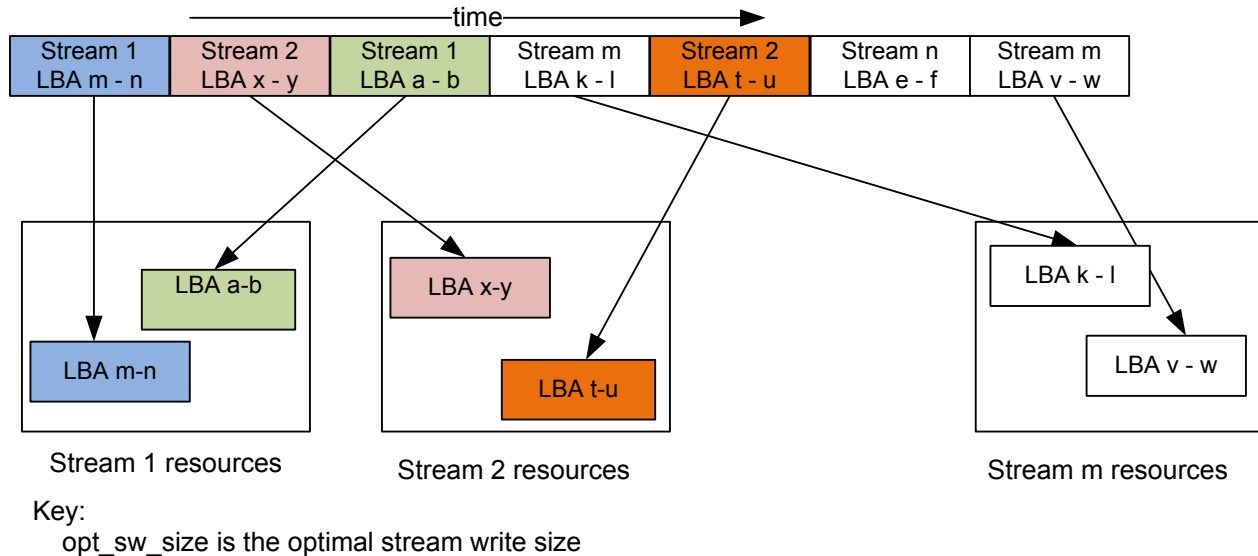 time
Stream 1 Stream 2 Stream 1 Stream m Stream 2 Stream n Stream m
LBA m - n LBA x - y LBA a - b LBA k - l LBA t - u LBA e - f LBA v - w
LBA a-b
LBA m-n
LBA x-y
LBA t-u
LBA k - l
LBA v - w
Stream 1 resources
Stream 2 resources
Stream m resources
Key:
opt_sw_size is the optimal stream write size